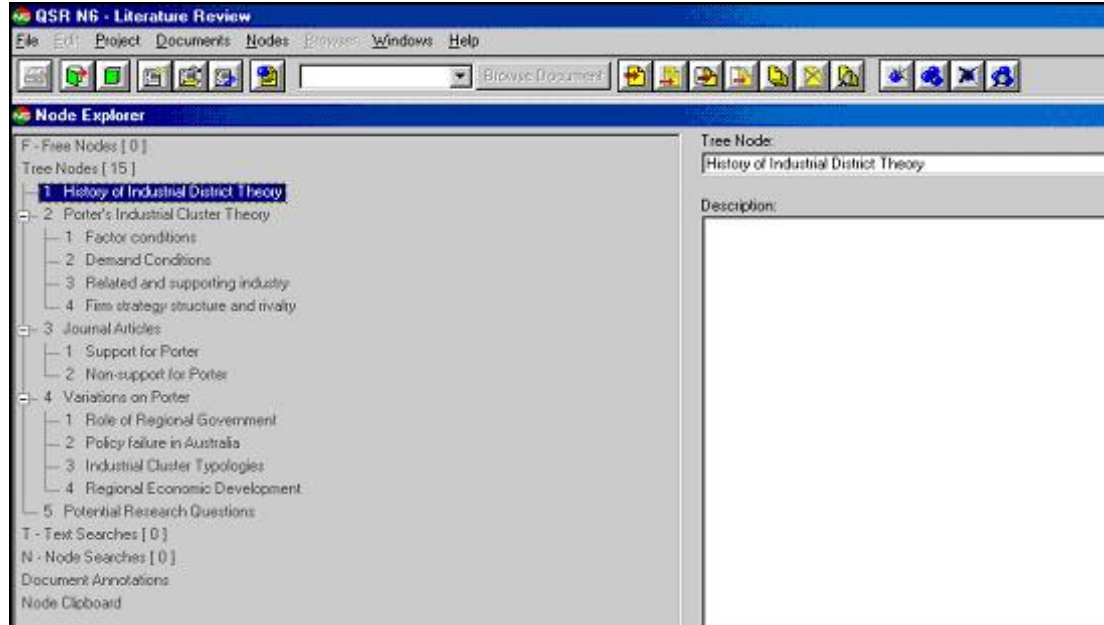 QSR N6 - Literature Review
File Edit Project Documents Nodes Browser Windows Help
Browse Document
Node Explorer
F - Free Nodes [ 0 ]
Tree Nodes [ 15 ]
1 History of Industrial District Theory
2 Porter's Industrial Cluster Theory
1 Factor conditions
2 Demand Conditions
3 Related and supporting industry
4 Firm strategy structure and rivalry
3 Journal Articles
1 Support for Porter
2 Non-support for Porter
4 Variations on Porter
1 Role of Regional Government
2 Policy failure in Australia
3 Industrial Cluster Typologies
4 Regional Economic Development
5 Potential Research Questions
T - Text Searches [ 0 ]
N - Node Searches [ 0 ]
Document Annotations
Node Clipboard
Tree Node:
History of Industrial District Theory
Description: